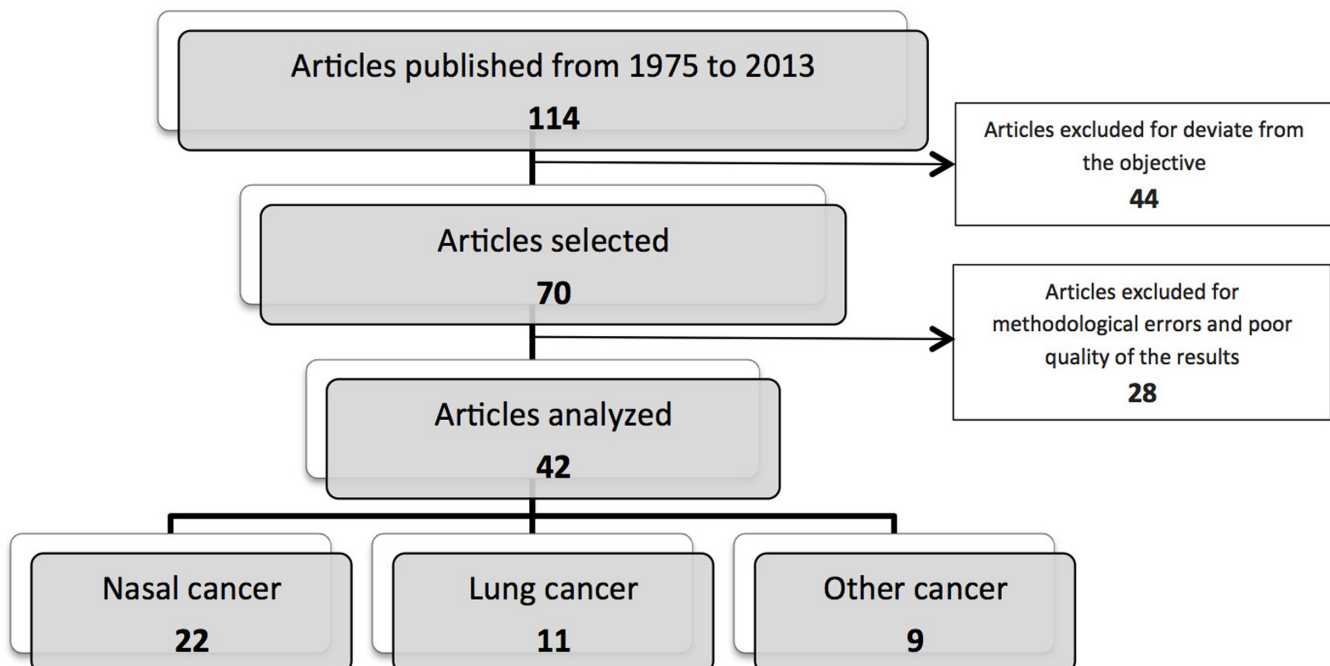 Articles published from 1975 to 2013
114
Articles excluded for deviate from
the objective
44
Articles selected
70
Articles excluded for
methodological errors and poor
quality of the results
28
Articles analyzed
42
Nasal cancer
22
Lung cancer
11
Other cancer
9